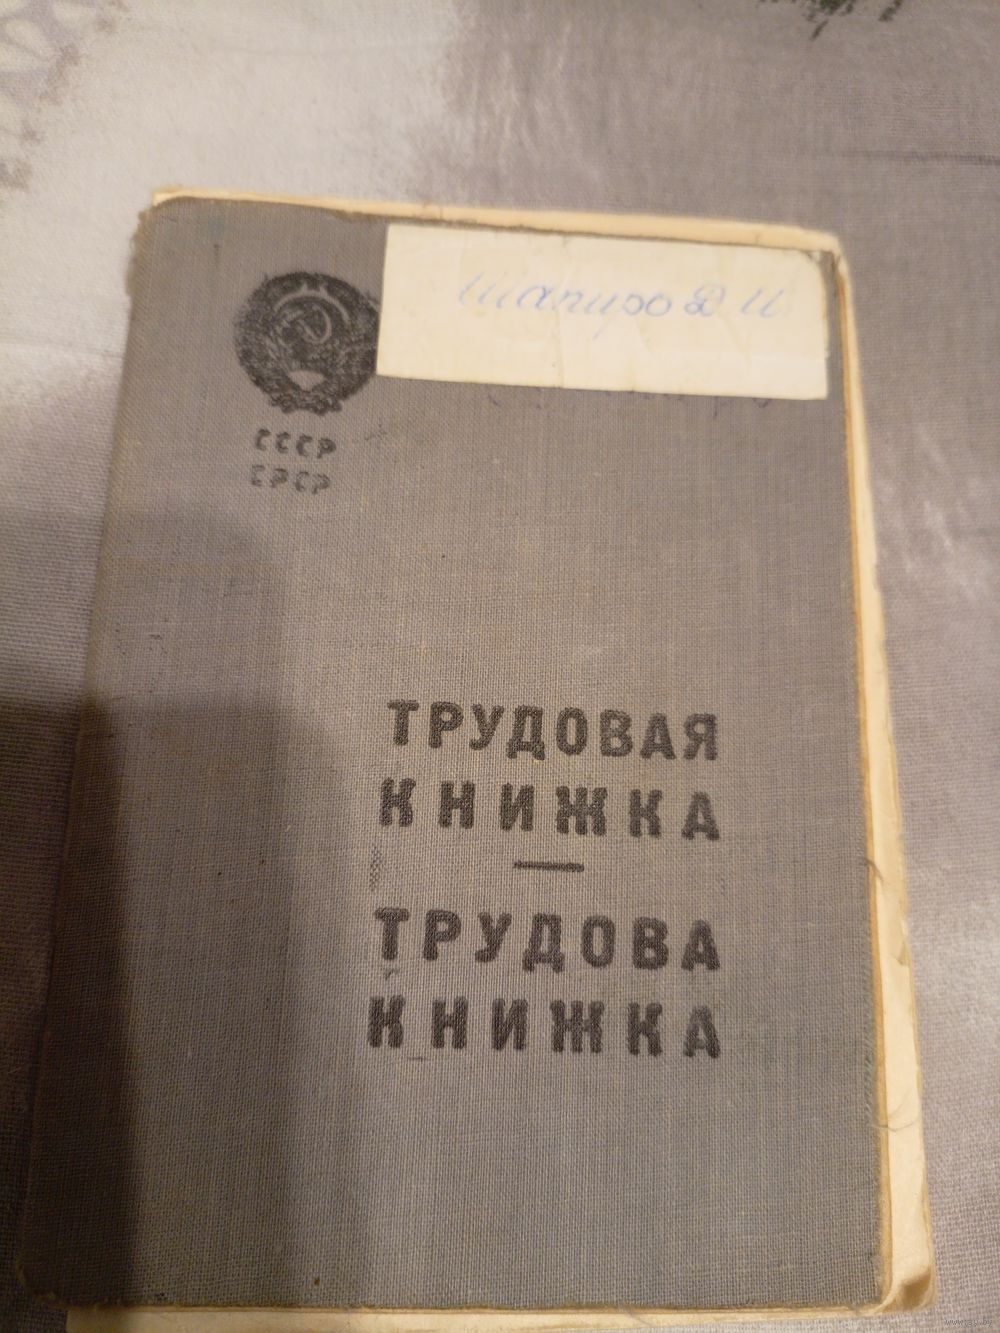 Шапиро Д И
СССР
СРСР
ТРУДОВАЯ
КНИЖКА
—
ТРУДОВА
КНИЖКА